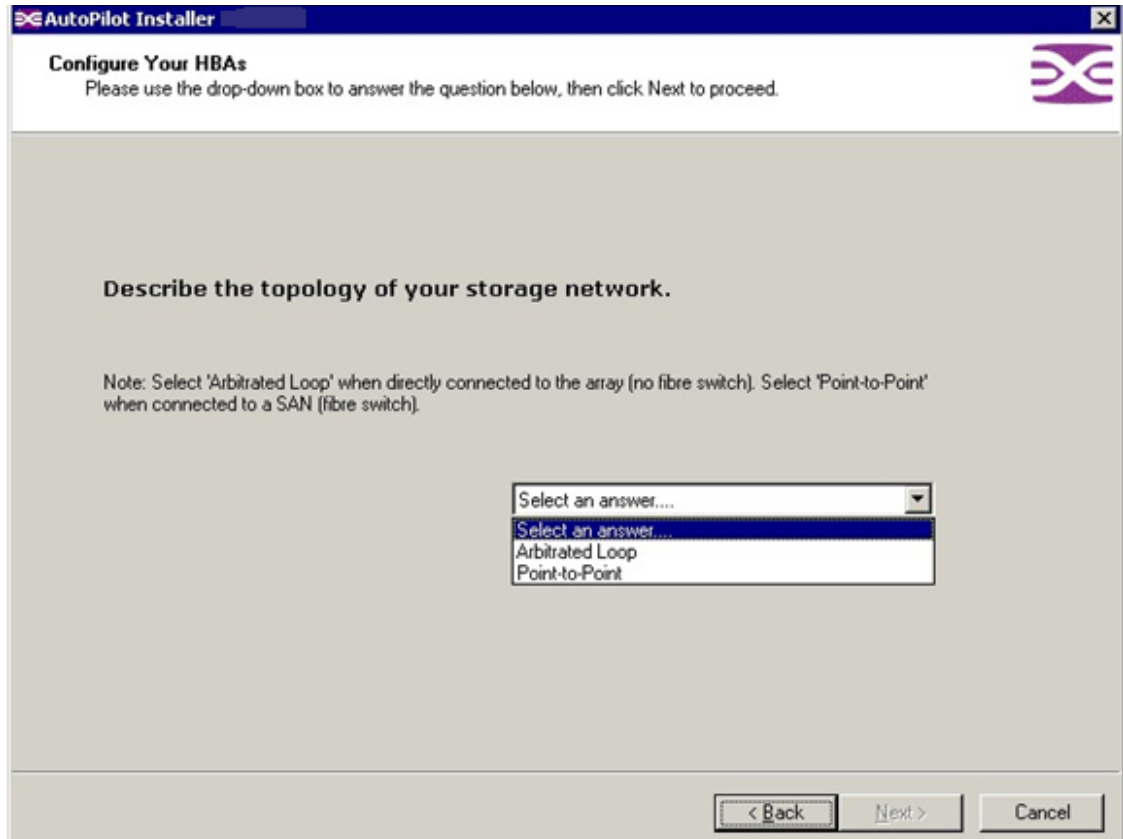 AutoPilot Installer
Configure Your HBAs
Please use the drop-down box to answer the question below, then click Next to proceed.
Describe the topology of your storage network.
Note: Select 'Arbitrated Loop' when directly connected to the array (no fibre switch). Select 'Point-to-Point'
when connected to a SAN (fibre switch).
Select an answer....
Select an answer....
Arbitrated Loop
Point-to-Point
< Back Next > Cancel